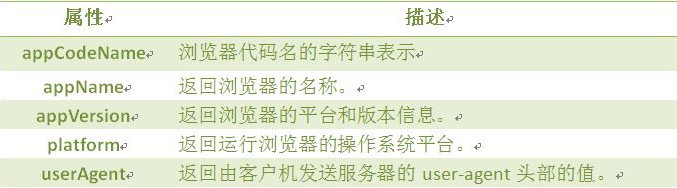 属性 描述
appCodeName 浏览器代码名的字符串表示
appName 返回浏览器的名称。
appVersion 返回浏览器的平台和版本信息。
platform 返回运行浏览器的操作系统平台。
userAgent 返回由客户机发送服务器的 user-agent 头部的值。